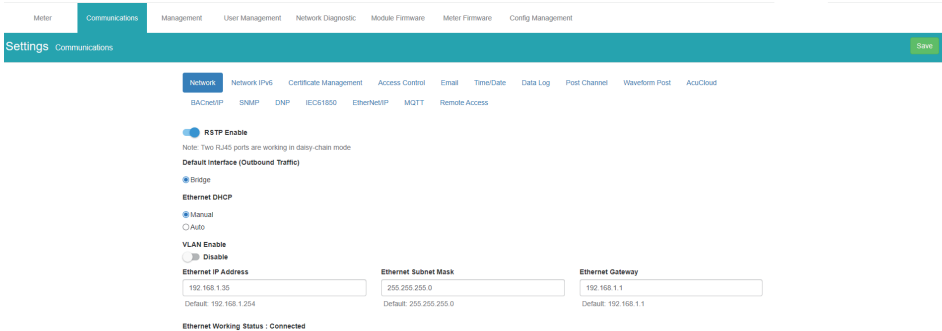 Meter Communications Management User Management Network Diagnostic Module Firmware Meter Firmware Config Management
Settings Communications Save
Network Network IPv6 Certificate Management Access Control Email Time/Date Data Log Post Channel Waveform Post AcuCloud
BACnet/IP SNMP DNP IEC61850 EtherNet/IP MQTT Remote Access
RSTP Enable
Note: Two RJ45 ports are working in daisy-chain mode
Default Interface (Outbound Traffic)
Bridge
Ethernet DHCP
Manual
Auto
VLAN Enable
Disable
Ethernet IP Address Ethernet Subnet Mask Ethernet Gateway
192.168.1.35 255.255.255.0 192.168.1.1
Default: 192.168.1.254 Default: 255.255.255.0 Default: 192.168.1.1
Ethernet Working Status : Connected